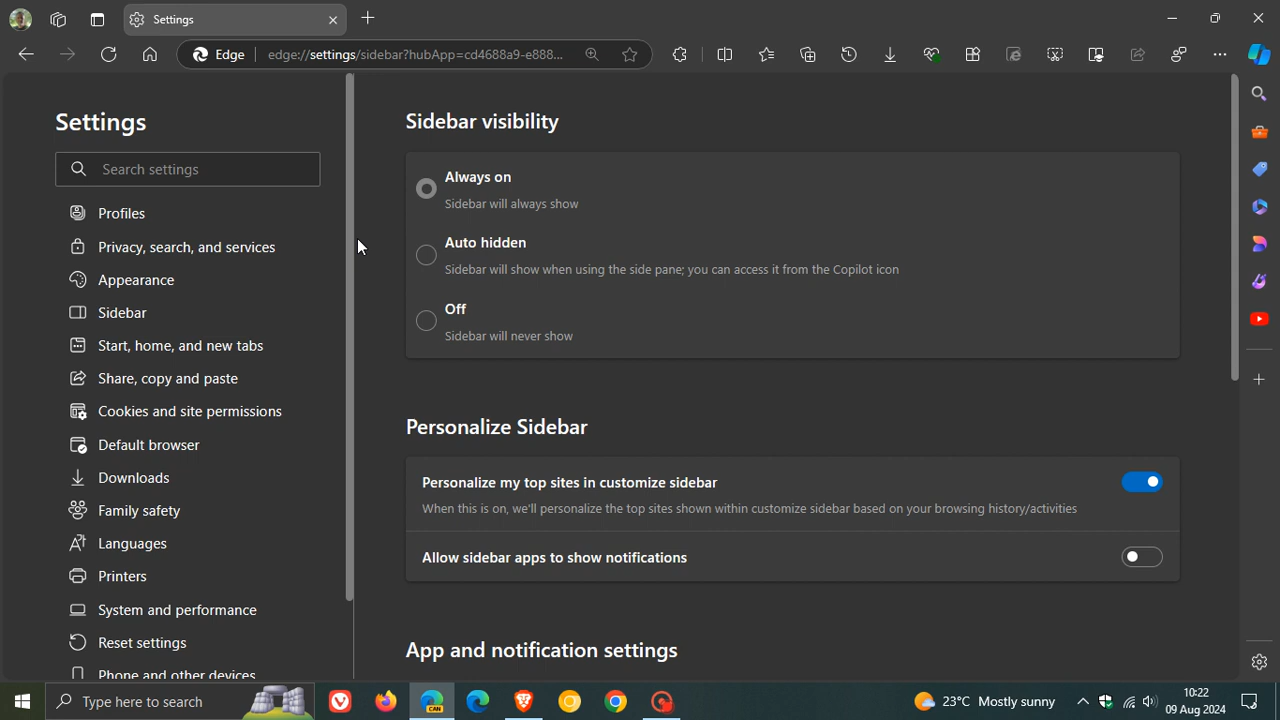 Settings
Edge
edge://settings/sidebar?hubApp=cd4688a9-e888...
Settings
Search settings
Profiles
Privacy, search, and services
Appearance
Sidebar
Start, home, and new tabs
Share, copy and paste
Cookies and site permissions
Default browser
Downloads
Family safety
Languages
Printers
System and performance
Reset settings
Phone and other devices
Sidebar visibility
Always on
Sidebar will always show
Auto hidden
Sidebar will show when using the side pane; you can access it from the Copilot icon
Off
Sidebar will never show
Personalize Sidebar
Personalize my top sites in customize sidebar
When this is on, we'll personalize the top sites shown within customize sidebar based on your browsing history/activities
Allow sidebar apps to show notifications
App and notification settings
Type here to search
CAN
23°C Mostly sunny
10:22
09 Aug 2024